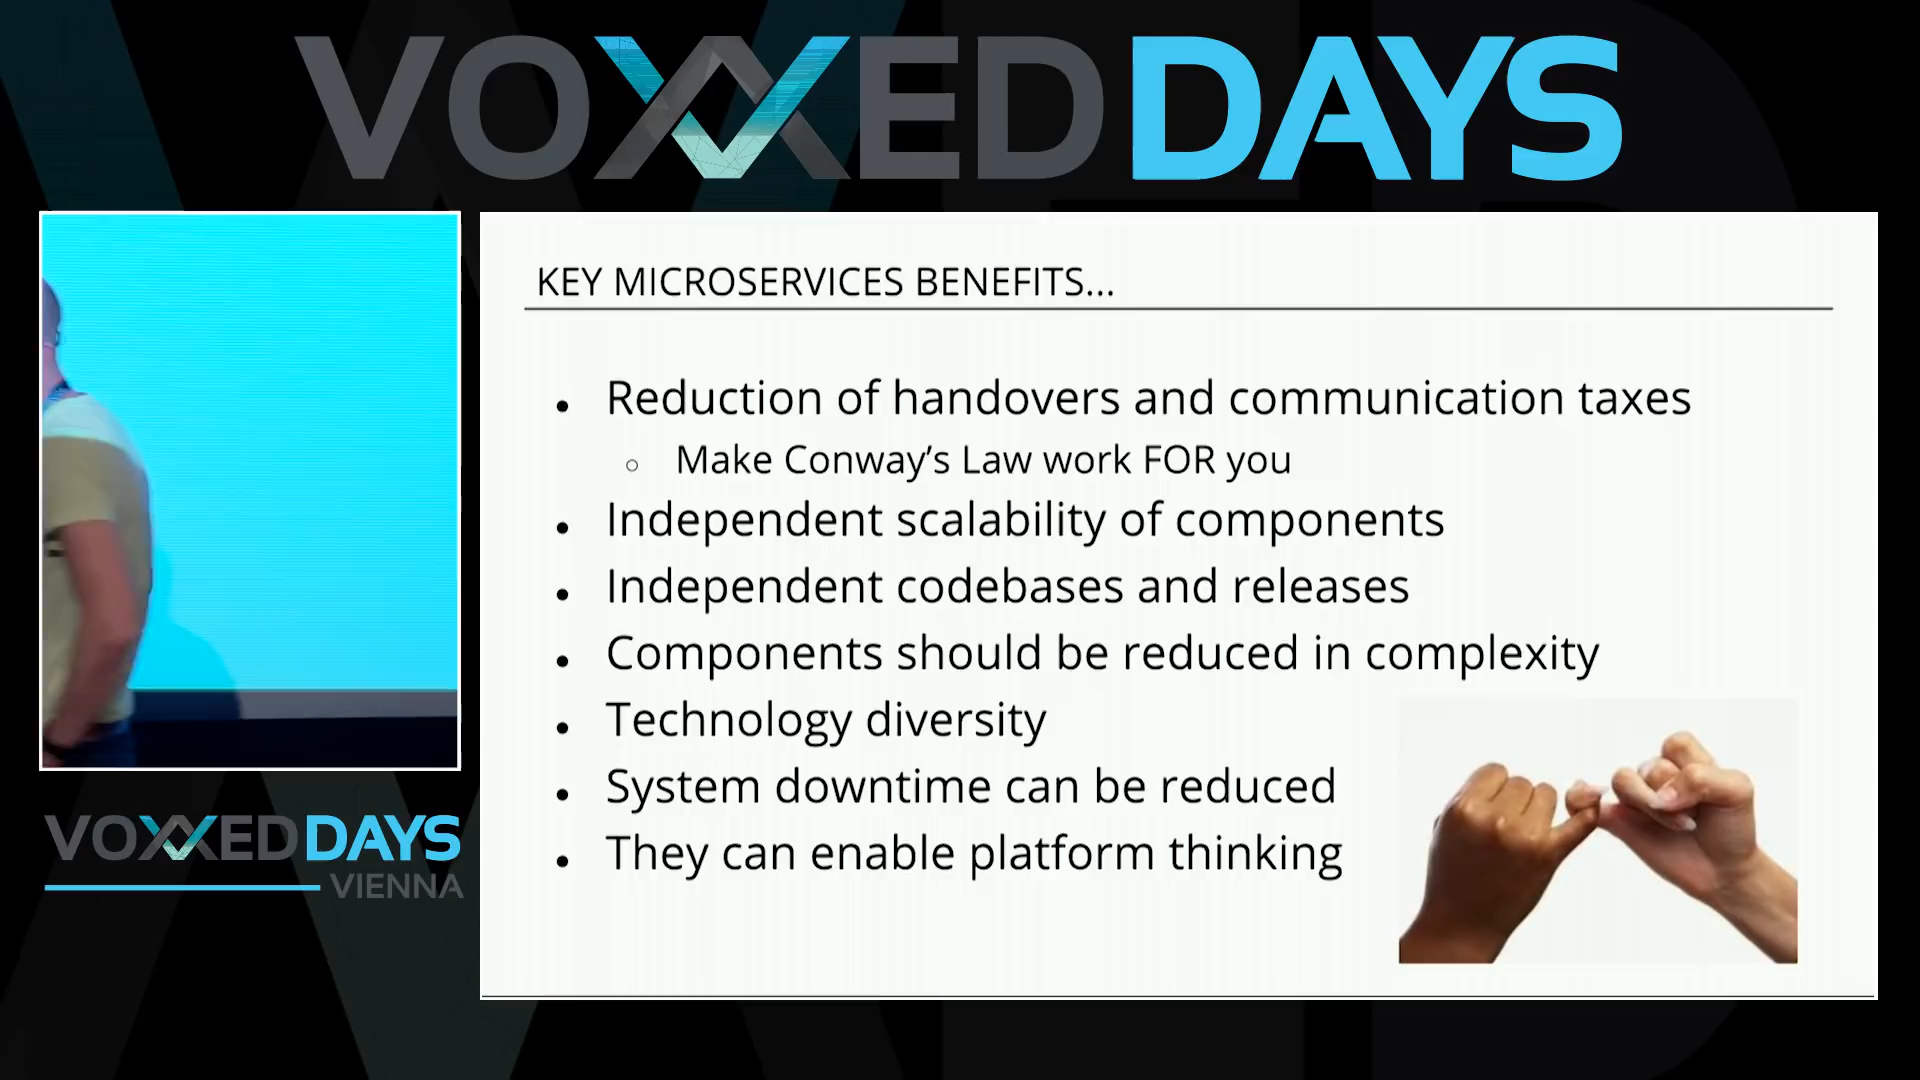 VOXXED DAYS
KEY MICROSERVICES BENEFITS...
• Reduction of handovers and communication taxes
○ Make Conway’s Law work FOR you
• Independent scalability of components
• Independent codebases and releases
• Components should be reduced in complexity
• Technology diversity
• System downtime can be reduced
• They can enable platform thinking
VOXXED DAYS
VIENNA